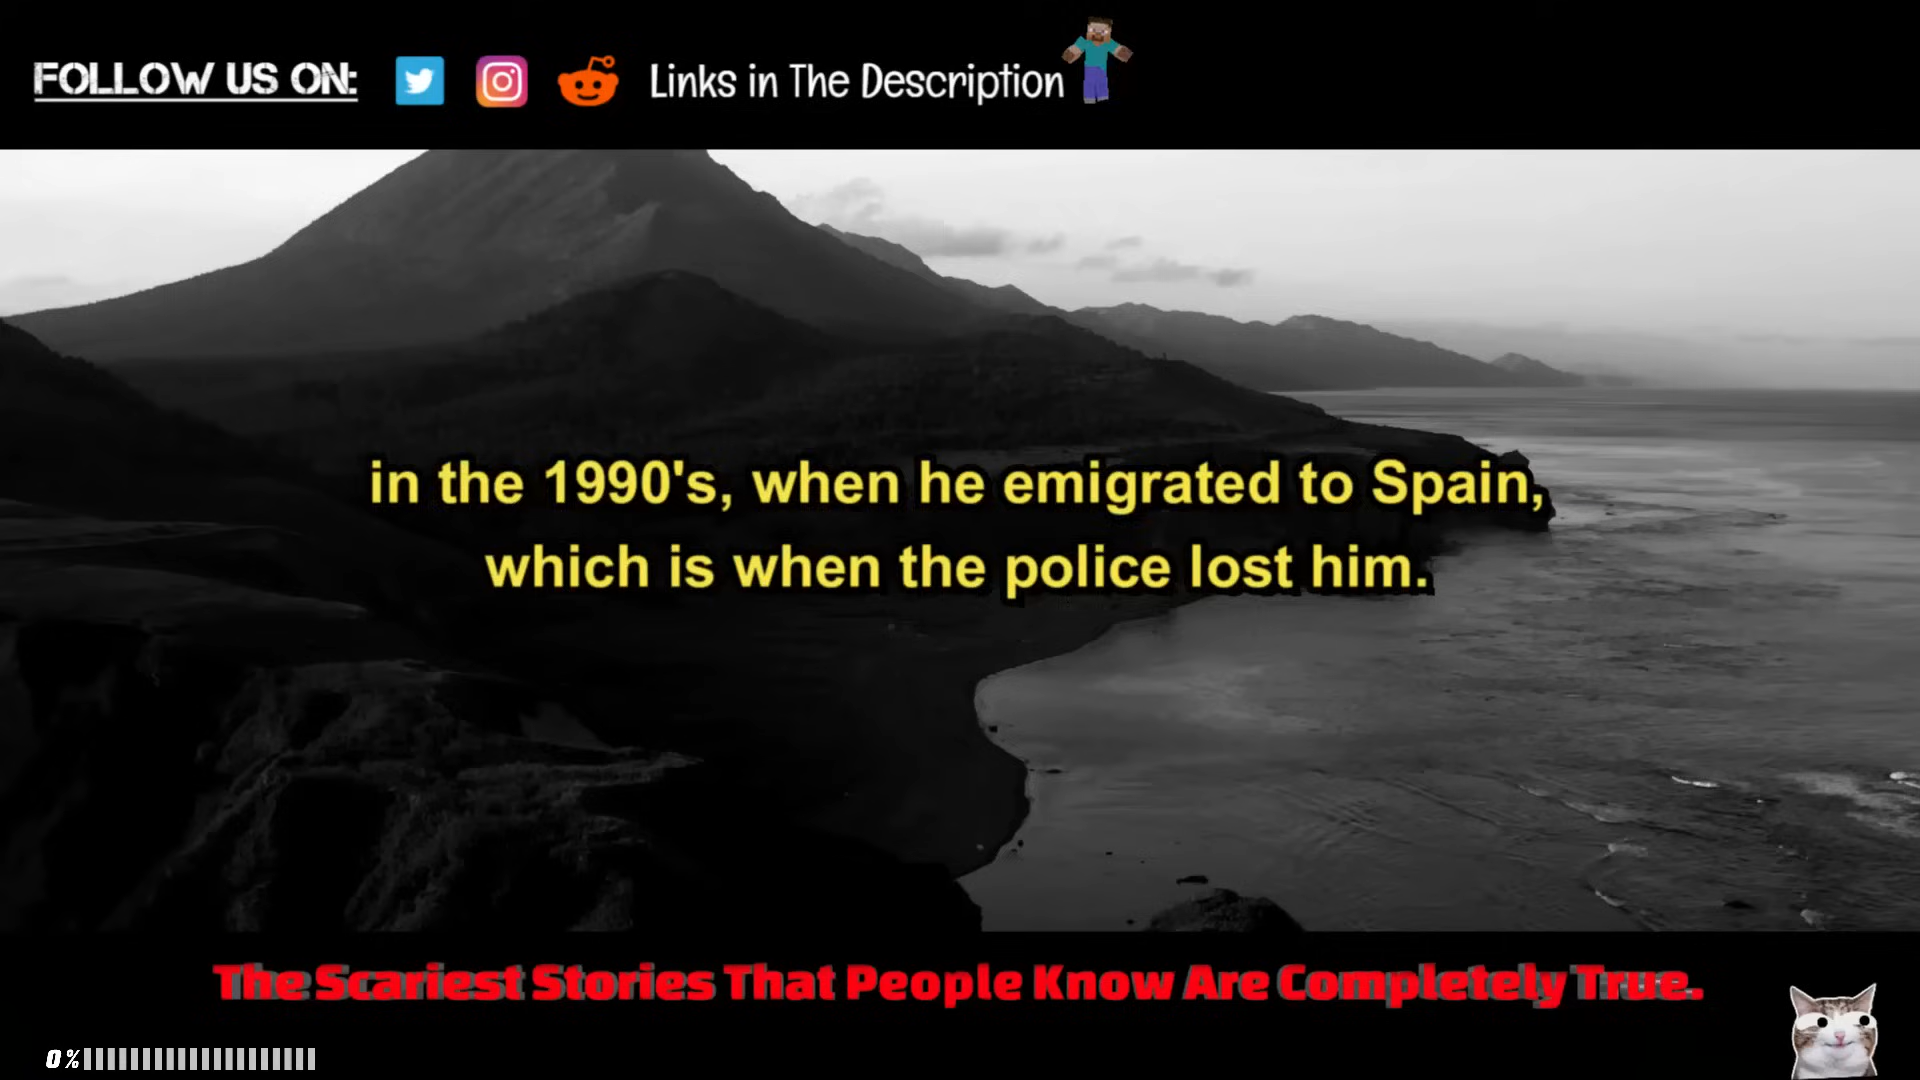 FOLLOW US ON: Links in The Description
in the 1990's, when he emigrated to Spain,
which is when the police lost him.
The Scariest Stories That People Know Are Completely True.
0%